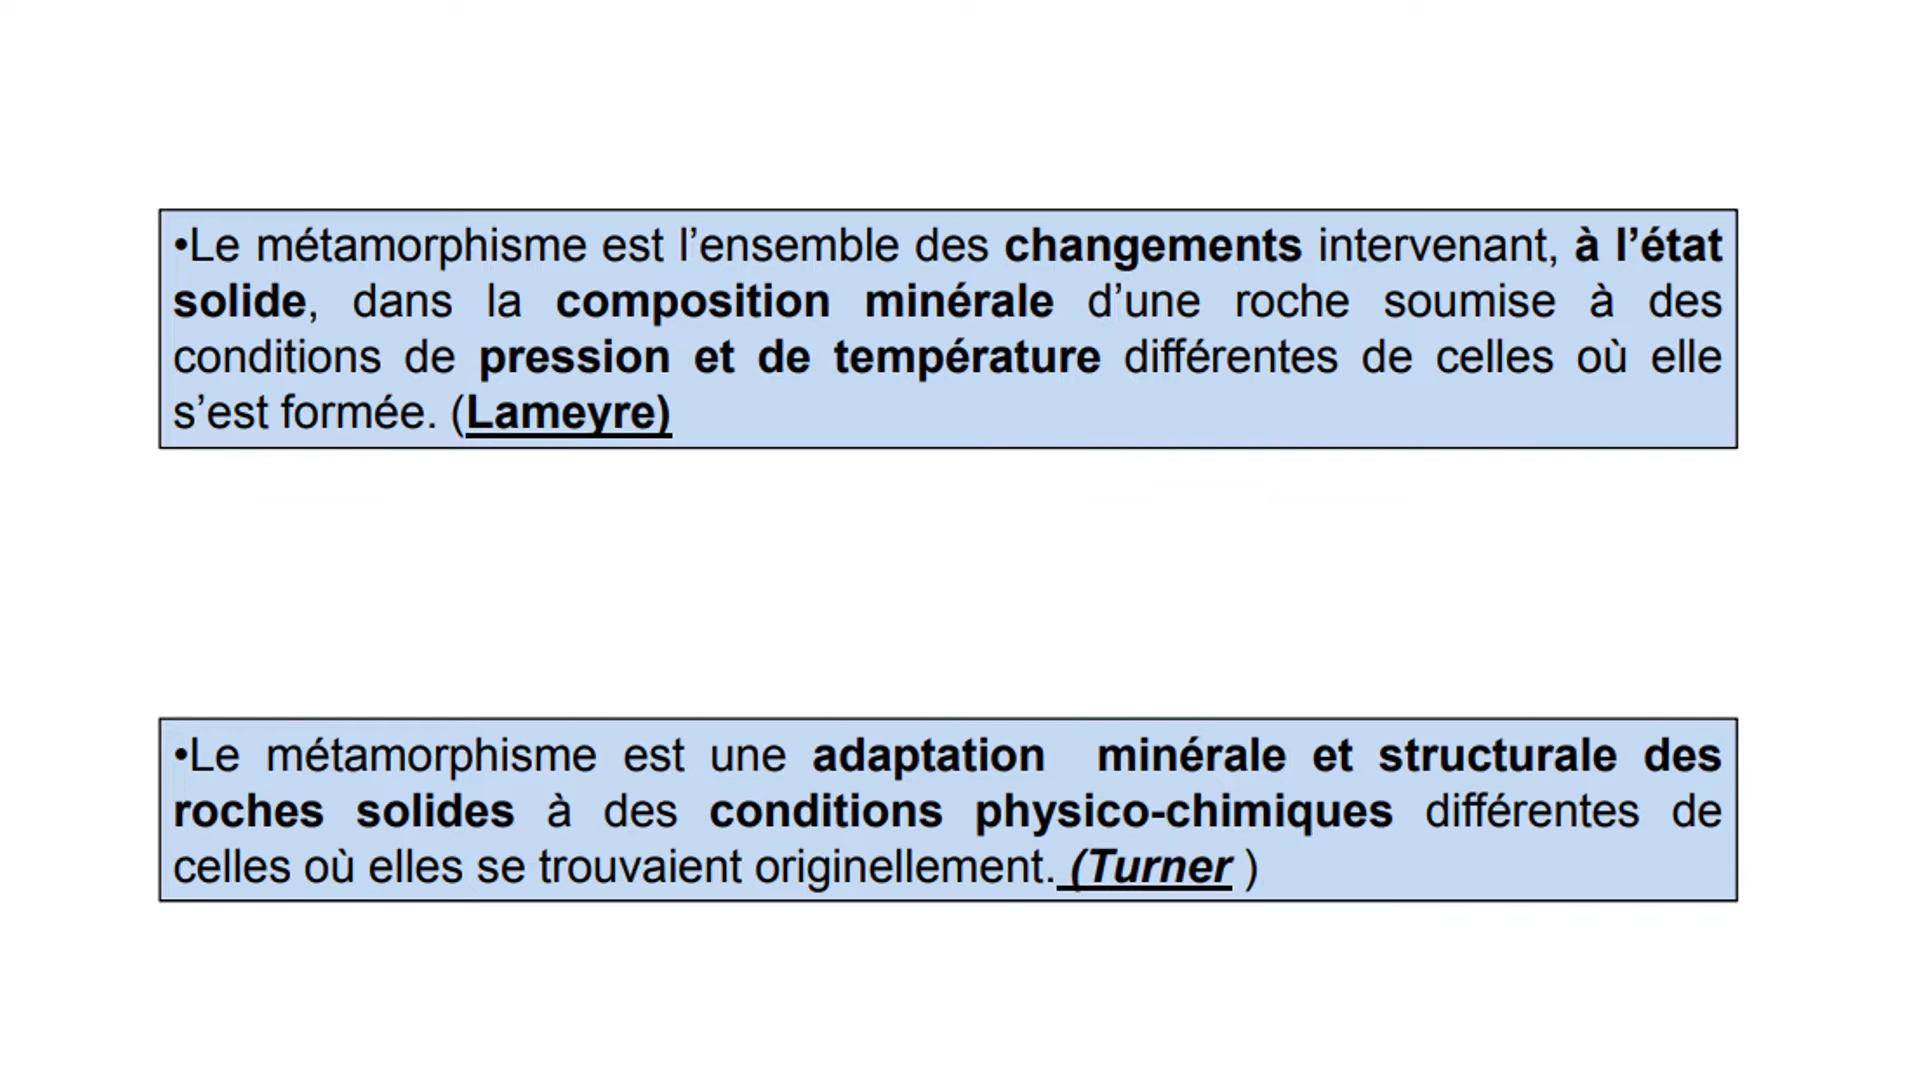 •Le métamorphisme est l’ensemble des changements intervenant, à l’état
solide, dans la composition minérale d’une roche soumise à des
conditions de pression et de température différentes de celles où elle
s’est formée. (Lameyre)
•Le métamorphisme est une adaptation minérale et structurale des
roches solides à des conditions physico-chimiques différentes de
celles où elles se trouvaient originellement. (Turner )